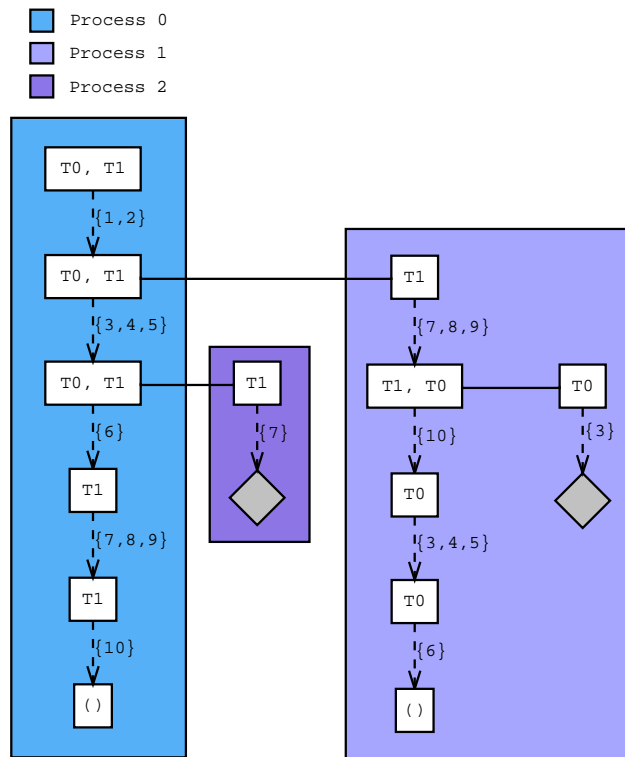 Process 0
Process 1
Process 2
T0, T1
{1,2}
T0, T1
T1
{3,4,5}
{7,8,9}
T0, T1
T1
T1, T0
T0
{6}
{7}
{10}
{3}
T1
T0
{7,8,9}
{3,4,5}
T1
T0
{10}
{6}
()
()